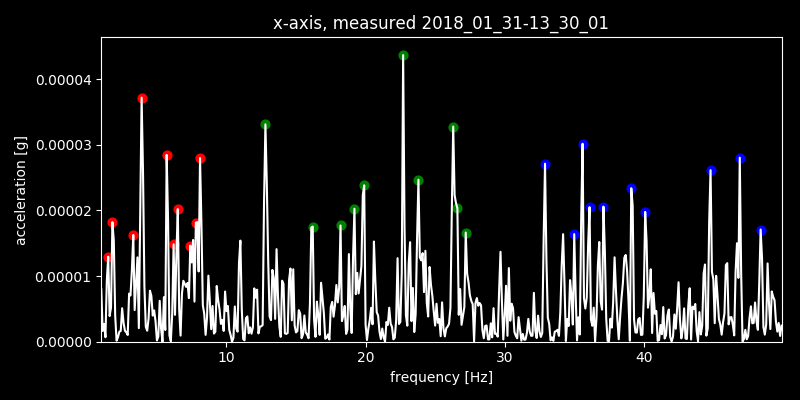 x-axis, measured 2018_01_31-13_30_01
0.00004
0.00003
0.00002
0.00001
0.00000
acceleration [g]
10 20 30 40
frequency [Hz]